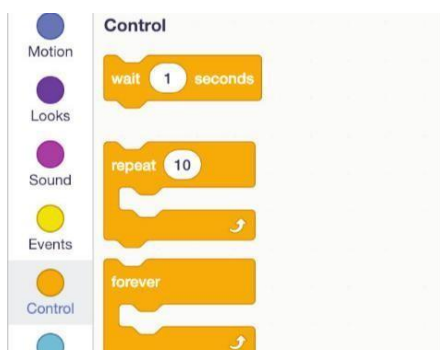 Control
Motion
wait 1 seconds
Looks
repeat 10
Sound
Events
forever
Control